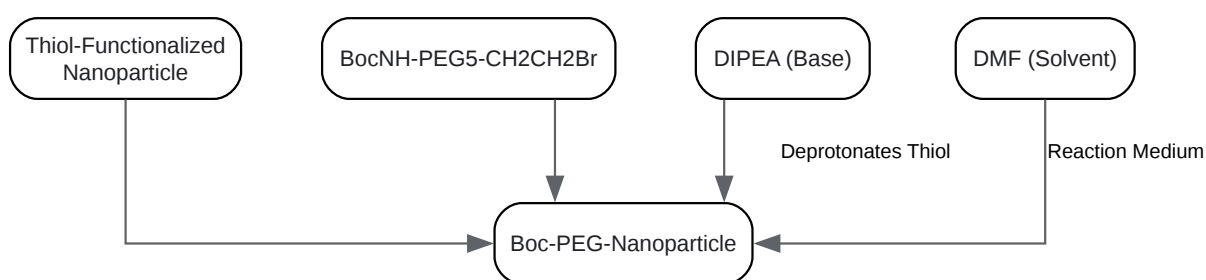 Thiol-Functionalized
Nanoparticle
BocNH-PEG5-CH2CH2Br
DIPEA (Base)
DMF (Solvent)
Deprotonates Thiol
Reaction Medium
Boc-PEG-Nanoparticle